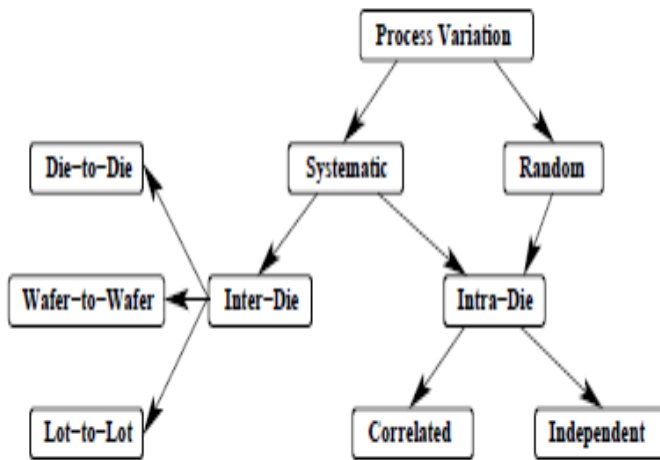 Process Variation
Systematic
Random
Die-to-Die
Wafer-to-Wafer
Inter-Die
Intra-Die
Lot-to-Lot
Correlated
Independent